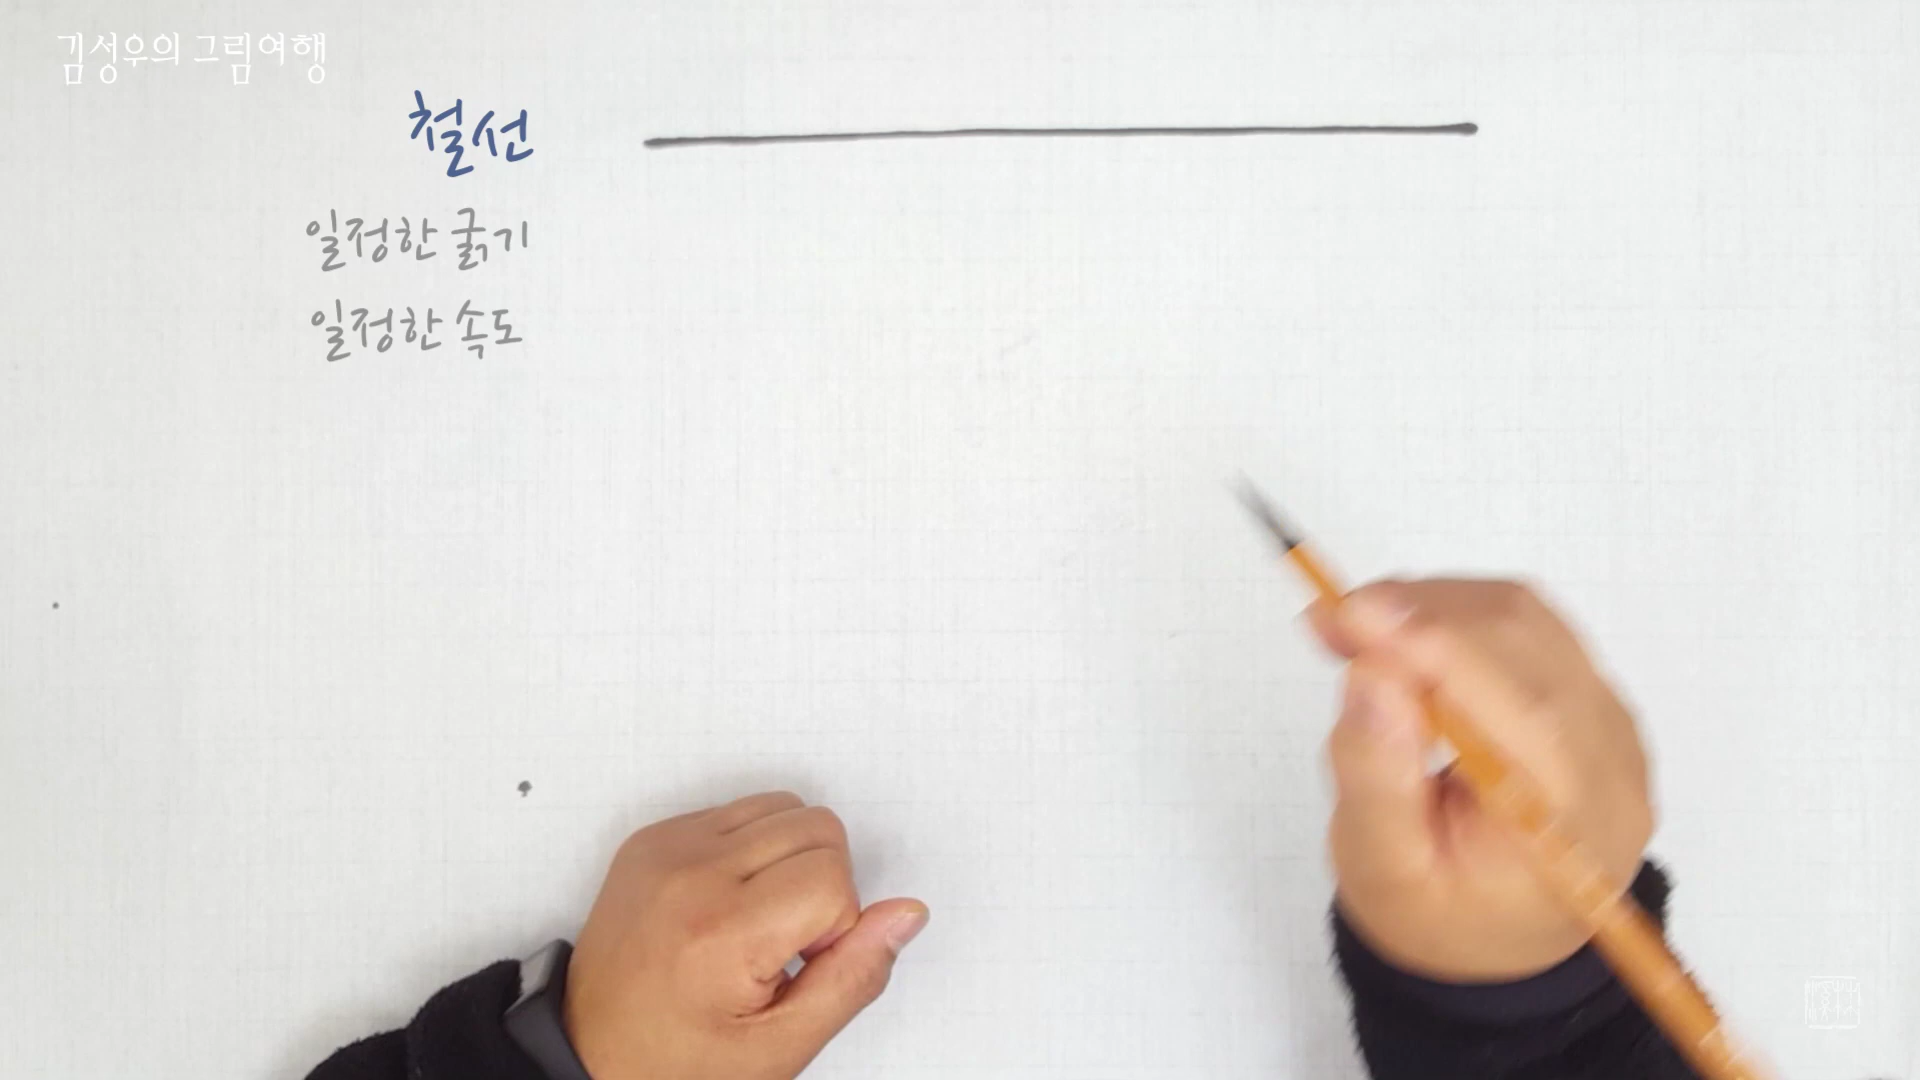 김성우의 그림여행
철선
일정한 굵기
일정한 속도